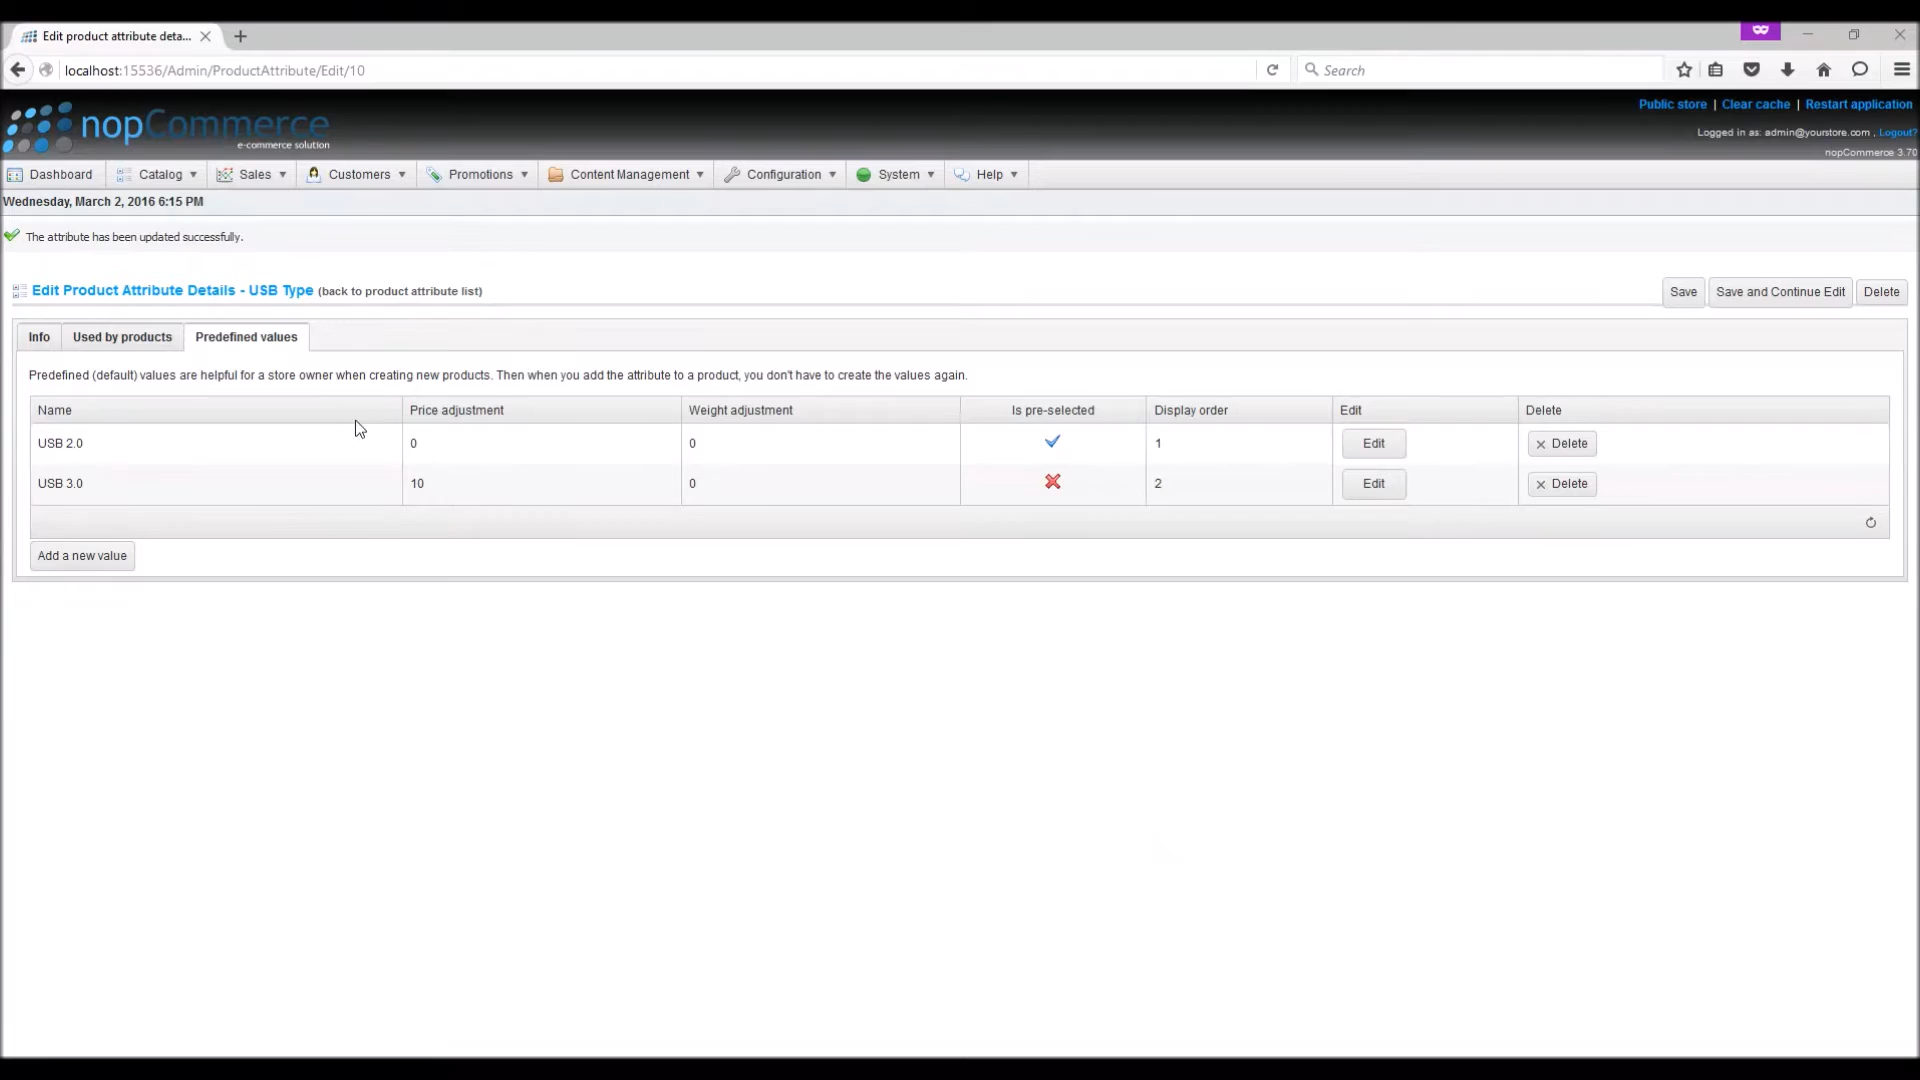 Edit product attribute deta...
localhost:15536/Admin/ProductAttribute/Edit/10
Search
nopCommerce
e-commerce solution
Public store | Clear cache | Restart application
Logged in as: admin@yourstore.com , Logout?
nopCommerce 3.70
Dashboard Catalog Sales Customers Promotions Content Management Configuration System Help
Wednesday, March 2, 2016 6:15 PM
The attribute has been updated successfully.
Edit Product Attribute Details - USB Type (back to product attribute list)
Save Save and Continue Edit Delete
Info Used by products Predefined values
Predefined (default) values are helpful for a store owner when creating new products. Then when you add the attribute to a product, you don't have to create the values again.
Name Price adjustment Weight adjustment Is pre-selected Display order Edit Delete
USB 2.0 0 0 1 Edit Delete
USB 3.0 10 0 2 Edit Delete
Add a new value